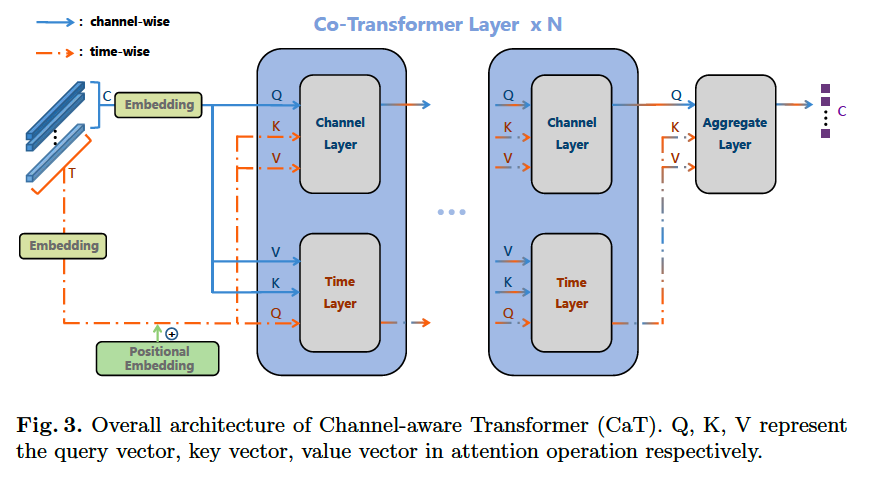 Co-Transformer Layer x N
: channel-wise
: time-wise
C
Embedding
T
Embedding
Positional
Embedding
+
Q
K
V
Channel
Layer
V
K
Q
Time
Layer
...
Q
K
V
Channel
Layer
V
K
Q
Time
Layer
Q
K
V
Aggregate
Layer
C
Fig. 3. Overall architecture of Channel-aware Transformer (CaT). Q, K, V represent
the query vector, key vector, value vector in attention operation respectively.